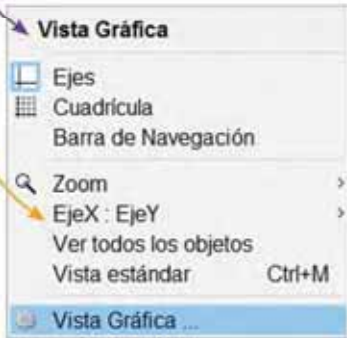 Vista Gráfica
Ejes
Cuadrícula
Barra de Navegación
Zoom
EjeX : EjeY
Ver todos los objetos
Vista estándar Ctrl+M
Vista Gráfica ...